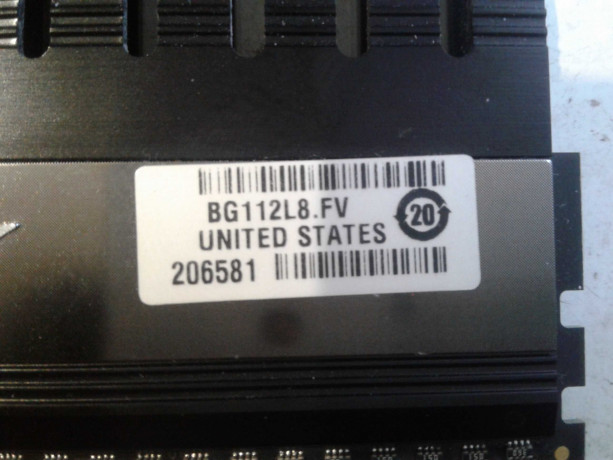 BG112L8.FV
20
UNITED STATES
206581